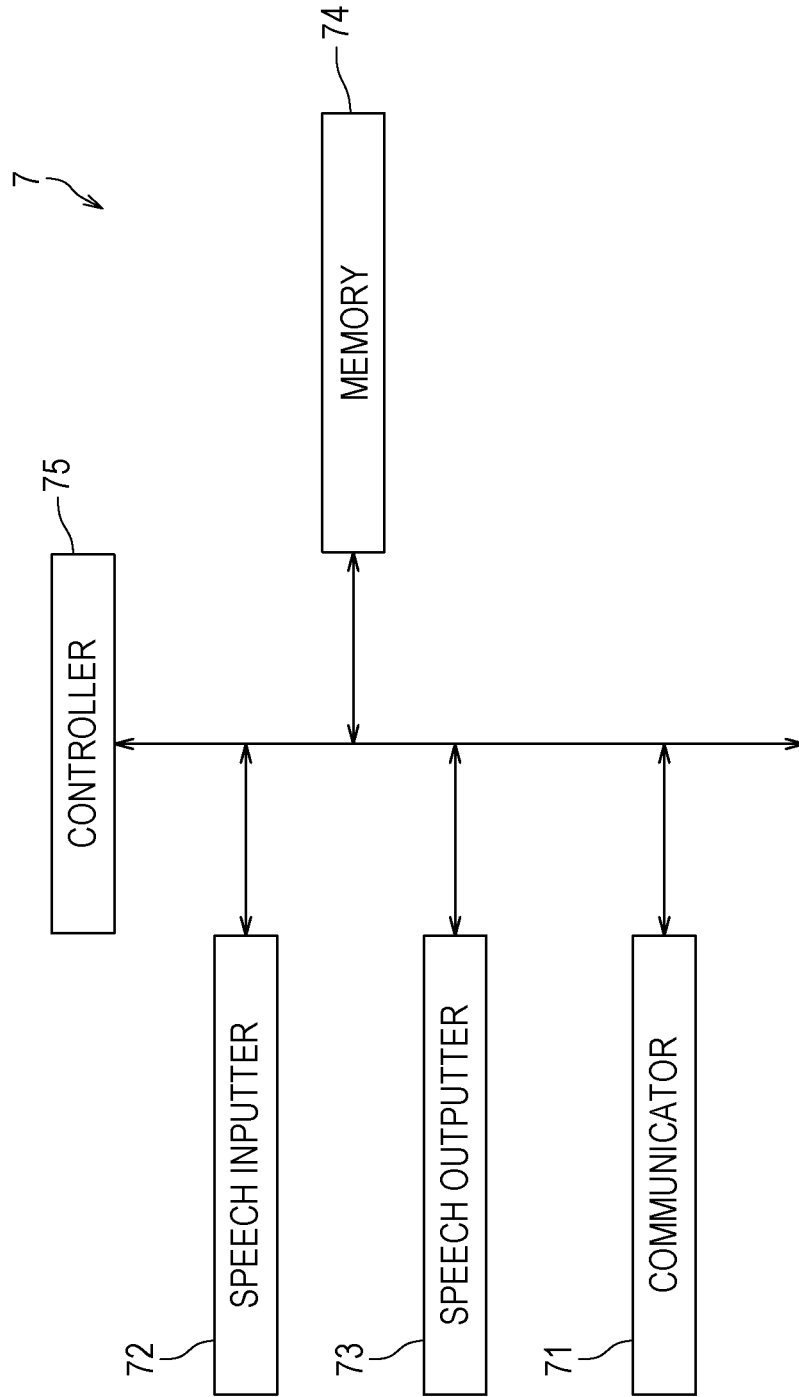 7
CONTROLLER
75
MEMORY
74
72
SPEECH INPUTTER
73
SPEECH OUTPUTTER
71
COMMUNICATOR